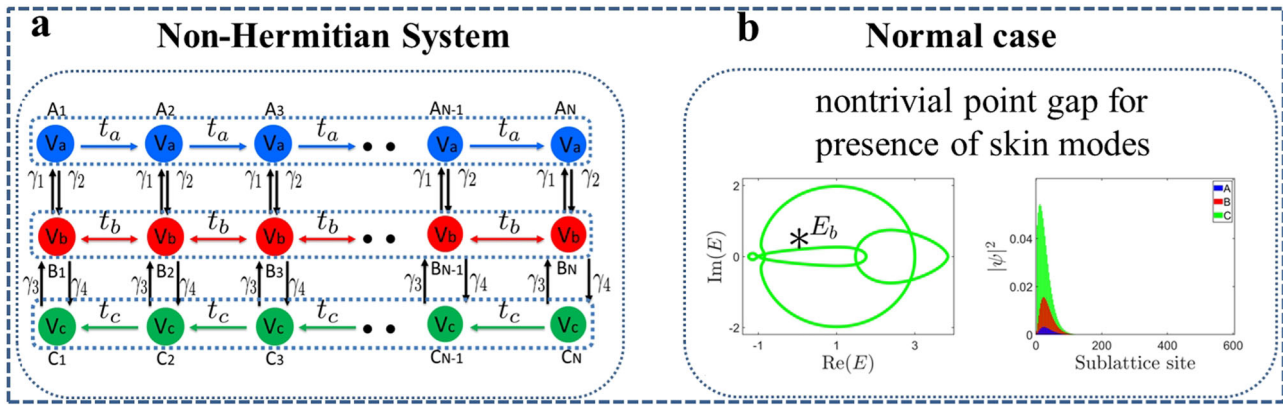 a
Non-Hermitian System
A1 A2 A3 AN-1 AN
ta ta ta ta
Va Va Va Va Va
γ1 γ2 γ1 γ2 γ1 γ2 γ1 γ2 γ1 γ2
tb tb tb tb
Vb Vb Vb Vb Vb
B1 B2 B3 BN-1 BN
γ3 γ4 γ3 γ4 γ3 γ4 γ3 γ4 γ3 γ4
tc tc tc tc
Vc Vc Vc Vc Vc
C1 C2 C3 CN-1 CN
b
Normal case
nontrivial point gap for
presence of skin modes
2
0
-2
Im(E)
*Eb
-1 1 3
Re(E)
0.04
0.02
0
|ψ|²
A
B
C
0 200 400 600
Sublattice site